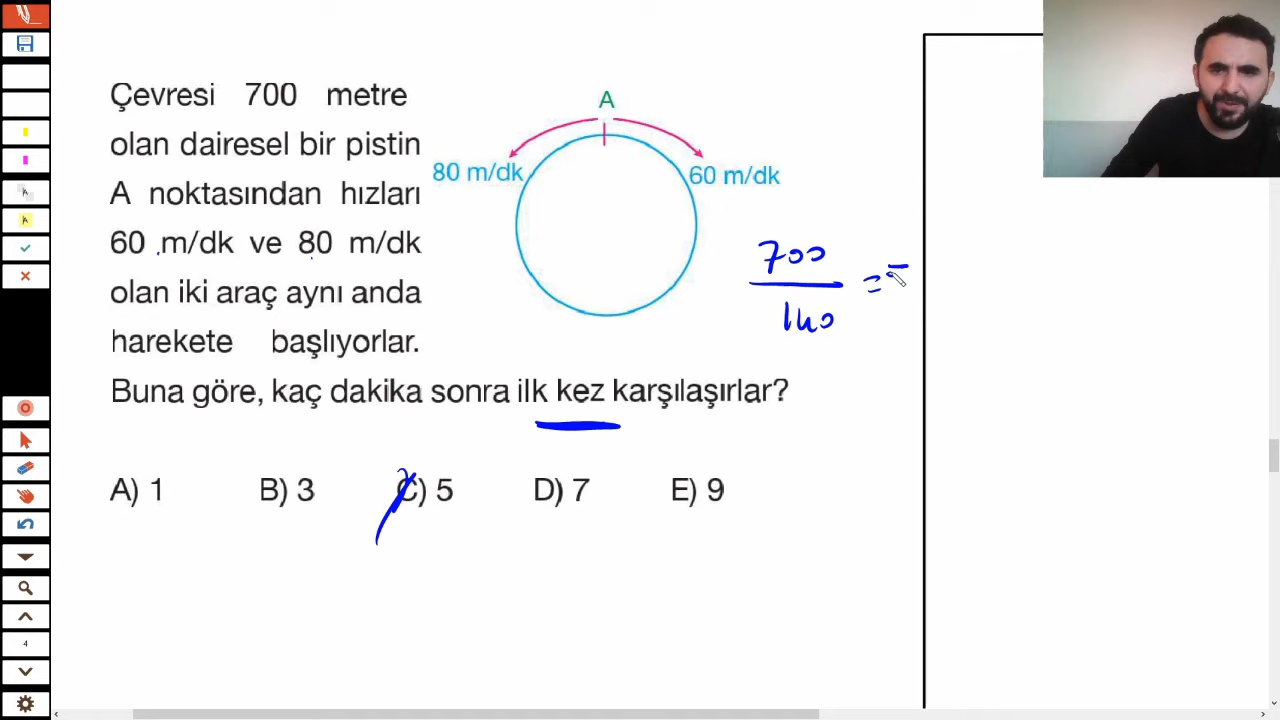 Çevresi 700 metre
olan dairesel bir pistin
A noktasından hızları
60 m/dk ve 80 m/dk
olan iki araç aynı anda
harekete başlıyorlar.
Buna göre, kaç dakika sonra ilk kez karşılaşırlar?
A
80 m/dk
60 m/dk
700
140
=
A) 1 B) 3 C) 5 D) 7 E) 9
4